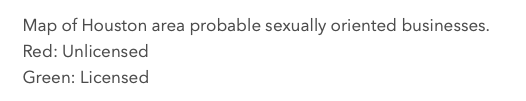 Map of Houston area probable sexually oriented businesses.
Red: Unlicensed
Green: Licensed